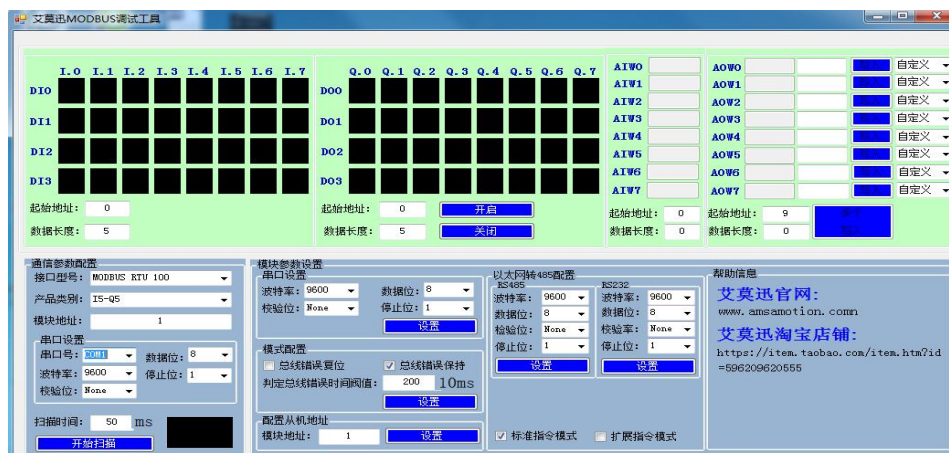 艾莫迅MODBUS调试工具
I.0 I.1 I.2 I.3 I.4 I.5 I.6 I.7
DI0
DI1
DI2
DI3
起始地址: 0
数据长度: 5
Q.0 Q.1 Q.2 Q.3 Q.4 Q.5 Q.6 Q.7
DO0
DO1
DO2
DO3
起始地址: 0 开启
数据长度: 5 关闭
AIW0
AIW1
AIW2
AIW3
AIW4
AIW5
AIW6
AIW7
起始地址: 0
数据长度: 0
AOW0 自定义
AOW1 自定义
AOW2 自定义
AOW3 自定义
AOW4 自定义
AOW5 自定义
AOW6 自定义
AOW7 自定义
起始地址: 9
数据长度: 0
通信参数配置
接口型号: MODBUS RTU 100
产品类别: I5-Q5
模块地址: 1
串口设置
串口号: COM1 数据位: 8
波特率: 9600 停止位: 1
校验位: None
扫描时间: 50 ms
开始扫描
模块参数设置
串口设置
波特率: 9600 数据位: 8
校验位: None 停止位: 1
设置
模式配置
总线错误复位 总线错误保持
判定总线错误时间阀值: 200 10ms
设置
配置从机地址
模块地址: 1 设置
以太网转485配置
RS485
波特率: 9600
数据位: 8
检验位: None
停止位: 1
设置
RS232
波特率: 9600
数据位: 8
校验率: None
停止位: 1
设置
标准指令模式 扩展指令模式
帮助信息
艾莫迅官网:
www. amsamotion. comn
艾莫迅淘宝店铺:
https://item. taobao. com/item. htm?id
=596209620555